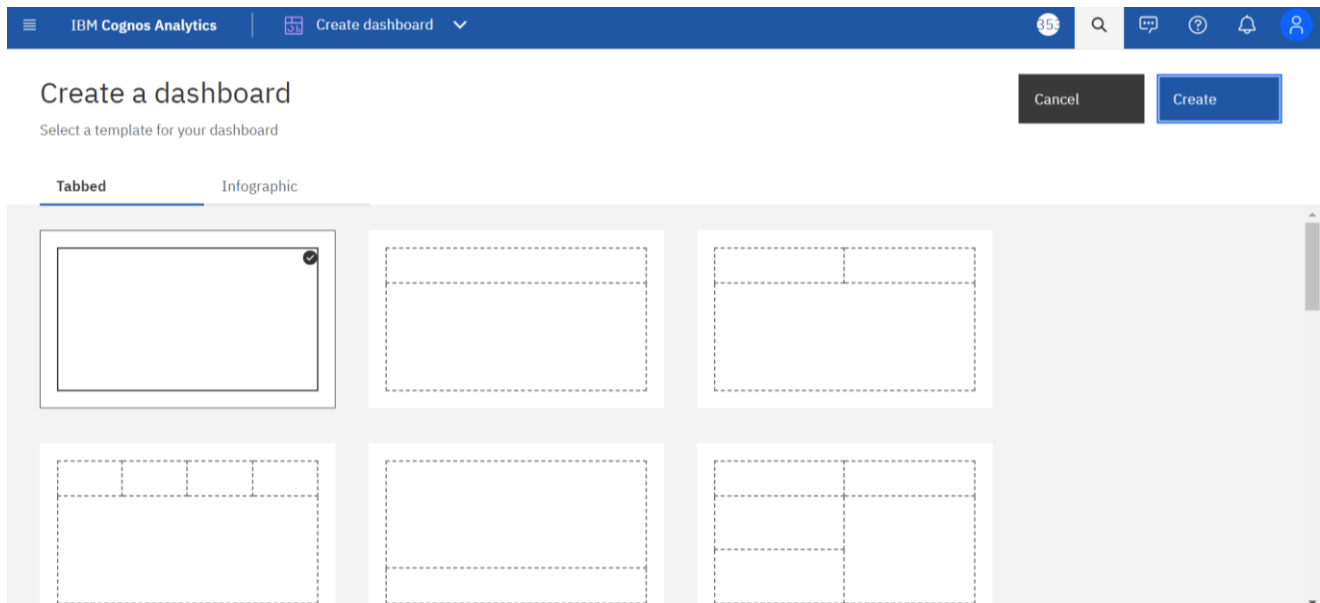 IBM Cognos Analytics
Create dashboard
Create a dashboard
Cancel
Create
Select a template for your dashboard
Tabbed
Infographic